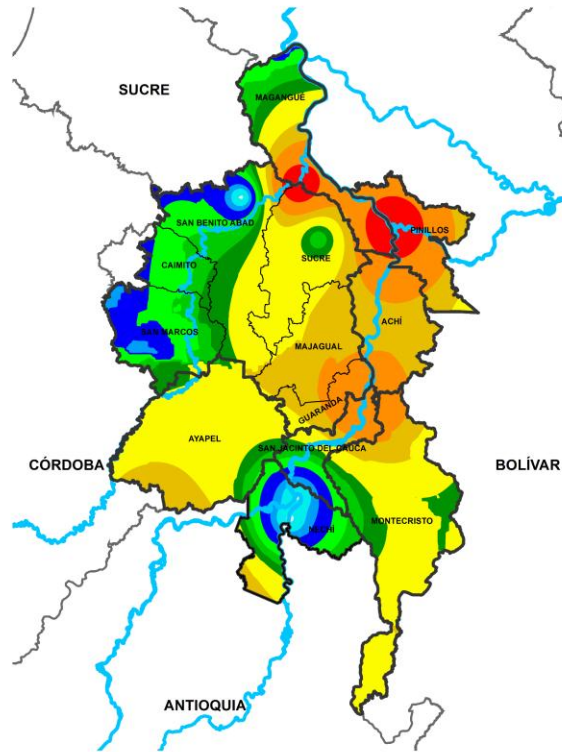 SUCRE
MAGANGUE
SAN BENITO ABAD
PINILLOS
SUCRE
CAIMITO
ACHÍ
SAN MARCOS
MAJAGUAL
GUARANDA
AYAPEL
SAN JACINTO DEL CAUCA
CÓRDOBA
BOLÍVAR
MONTECRISTO
NECHÍ
ANTIOQUIA